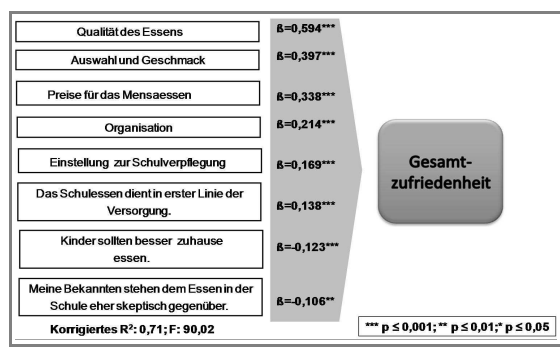 Qualität des Essens
ß=0,594***
Auswahl und Geschmack
ß=0,397***
Preise für das Mensaessen
ß=0,338***
Organisation
ß=0,214***
Einstellung zur Schulverpflegung
ß=0,169***
Das Schulessen dient in erster Linie der
Versorgung.
ß=0,138***
Kinder sollten besser zuhause
essen.
ß=-0,123***
Meine Bekannten stehen dem Essen in der
Schule eher skeptisch gegenüber.
ß=-0,106**
Gesamt-
zufriedenheit
Korrigiertes R²: 0,71; F: 90,02
*** p ≤ 0,001; ** p ≤ 0,01;* p ≤ 0,05